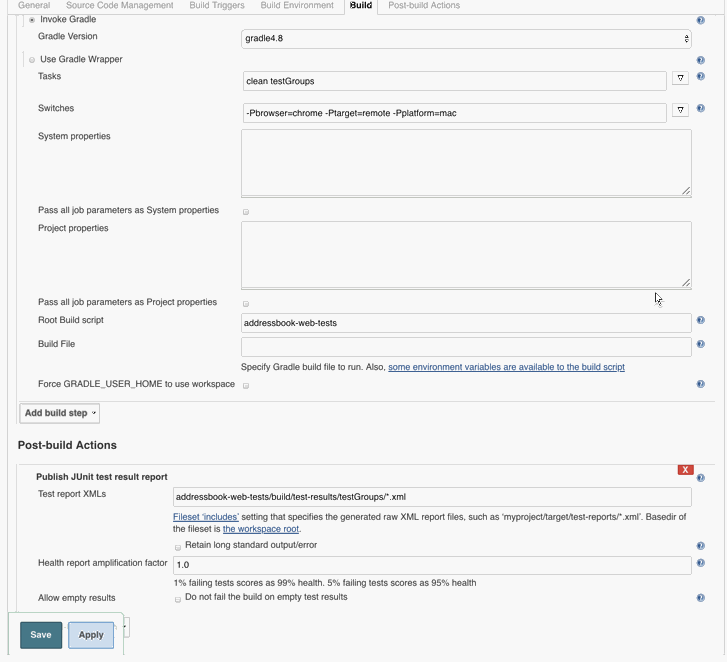 General Source Code Management Build Triggers Build Environment Build Post-build Actions
Invoke Gradle
Gradle Version gradle4.8
Use Gradle Wrapper
Tasks clean testGroups
Switches -Pbrowser=chrome -Ptarget=remote -Pplatform=mac
System properties
Pass all job parameters as System properties
Project properties
Pass all job parameters as Project properties
Root Build script addressbook-web-tests
Build File
Specify Gradle build file to run. Also, some environment variables are available to the build script
Force GRADLE_USER_HOME to use workspace
Add build step
Post-build Actions
X
Publish JUnit test result report
Test report XMLs addressbook-web-tests/build/test-results/testGroups/*.xml
Fileset 'includes' setting that specifies the generated raw XML report files, such as 'myproject/target/test-reports/*.xml'. Basedir of
the fileset is the workspace root.
Retain long standard output/error
Health report amplification factor 1.0
1% failing tests scores as 99% health. 5% failing tests scores as 95% health
Allow empty results Do not fail the build on empty test results
Save Apply